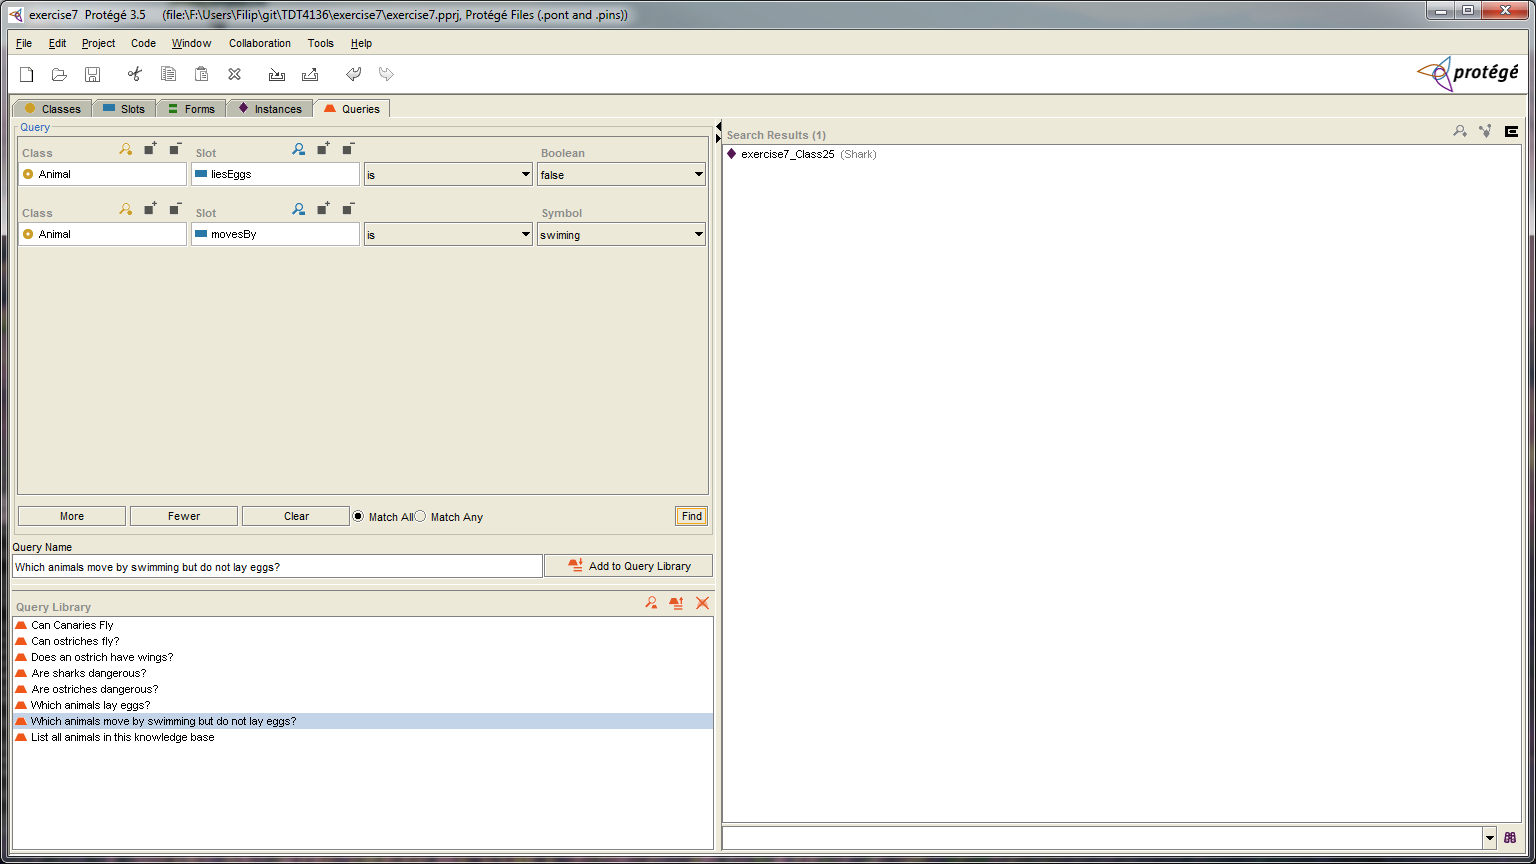 exercise7 Protégé 3.5 (file:\F:\Users\Filip\git\TDT4136\exercise7\exercise7.pprj, Protégé Files (.pont and .pins))
File Edit Project Code Window Collaboration Tools Help
protégé
Classes Slots Forms Instances Queries
Query
Class Slot Boolean
Animal liesEggs is false
Class Slot Symbol
Animal movesBy is swiming
More Fewer Clear Match All Match Any Find
Query Name
Which animals move by swimming but do not lay eggs? Add to Query Library
Query Library
Can Canaries Fly
Can ostriches fly?
Does an ostrich have wings?
Are sharks dangerous?
Are ostriches dangerous?
Which animals lay eggs?
Which animals move by swimming but do not lay eggs?
List all animals in this knowledge base
Search Results (1)
exercise7_Class25 (Shark)